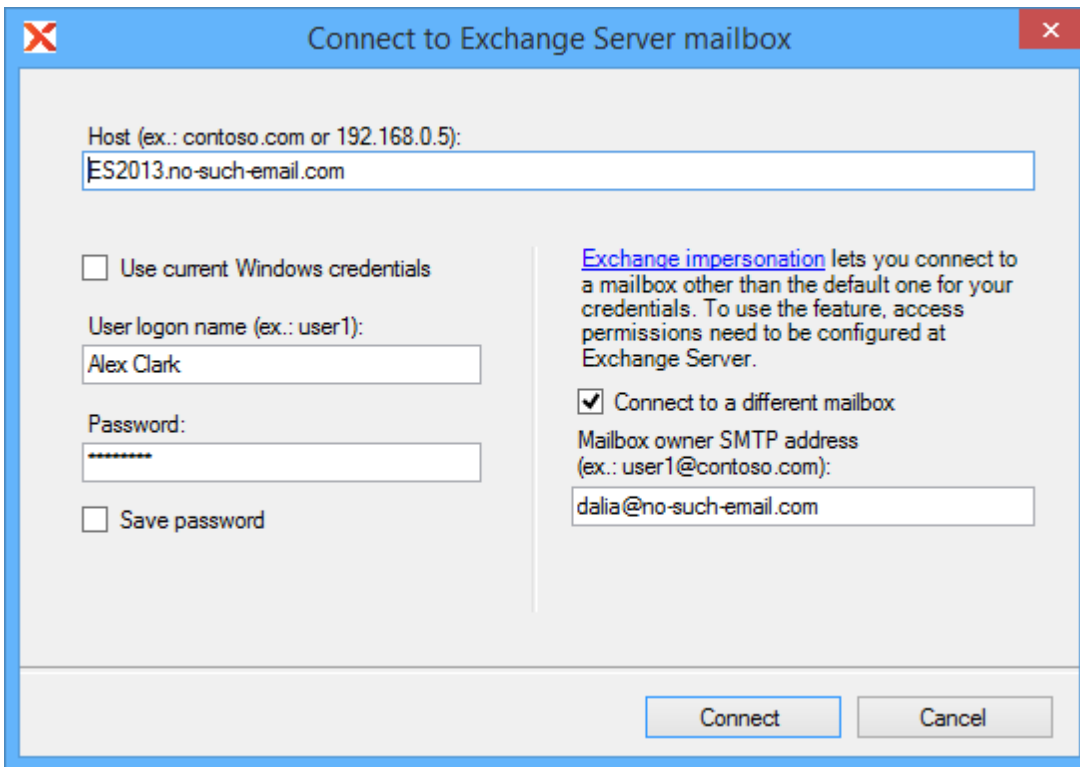 Connect to Exchange Server mailbox
Host (ex.: contoso.com or 192.168.0.5):
ES2013.no-such-email.com
Use current Windows credentials
User logon name (ex.: user1):
Alex Clark
Password:
********
Save password
Exchange impersonation lets you connect to
a mailbox other than the default one for your
credentials. To use the feature, access
permissions need to be configured at
Exchange Server.
Connect to a different mailbox
Mailbox owner SMTP address
(ex.: user1@contoso.com):
dalia@no-such-email.com
Connect
Cancel